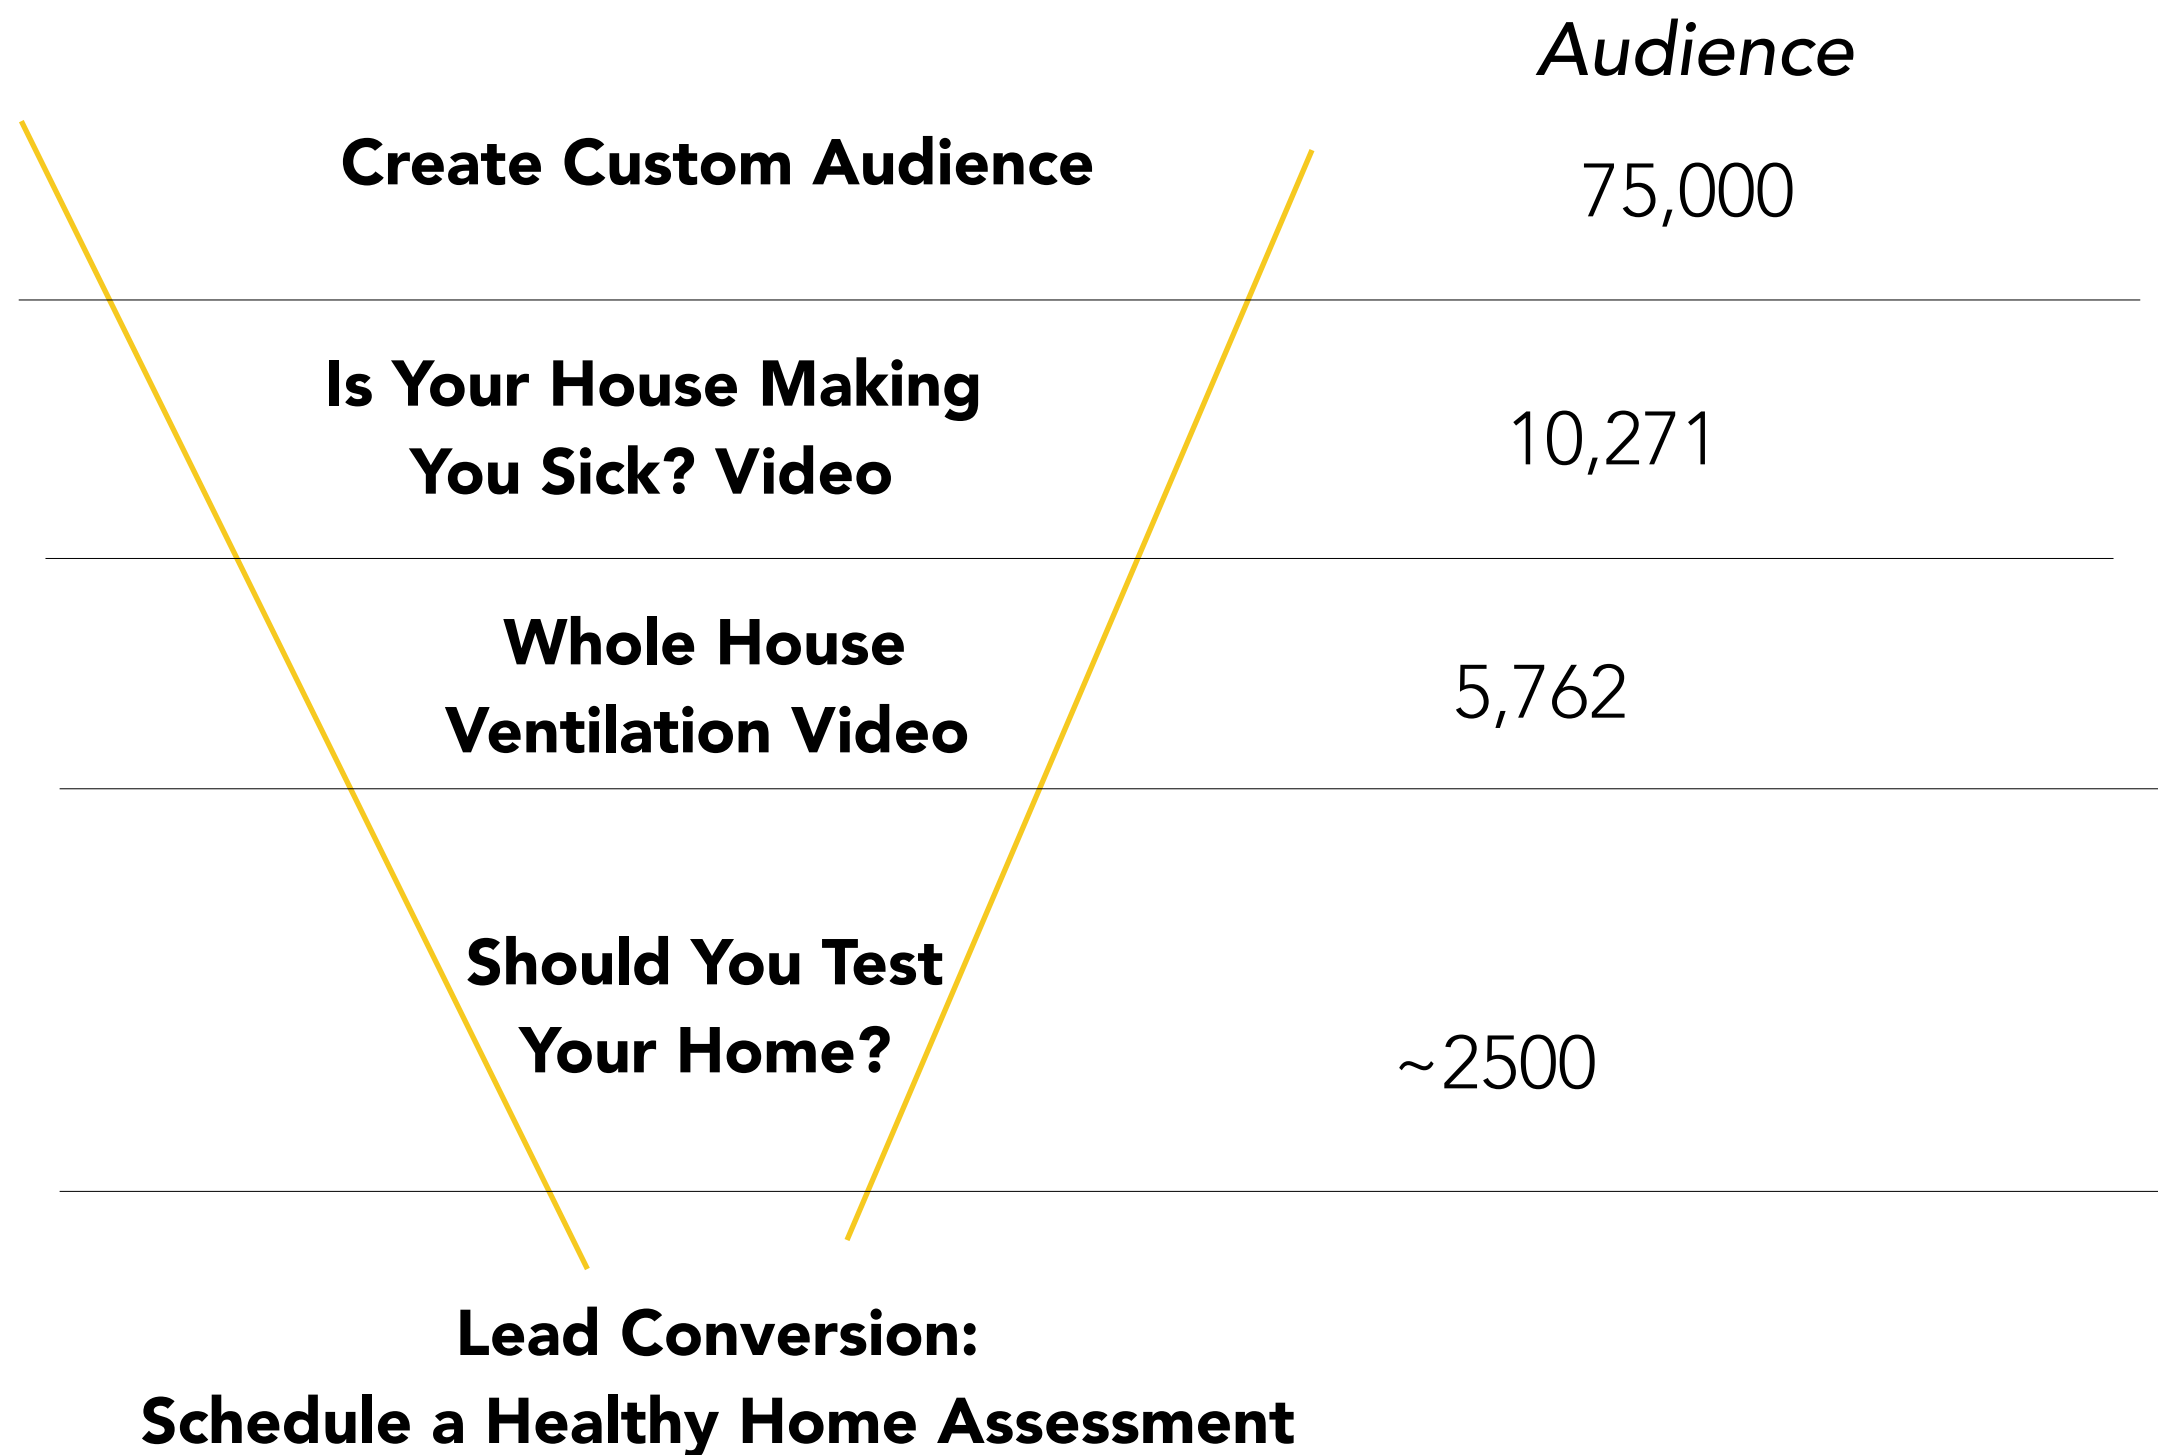 Audience
Create Custom Audience
75,000
Is Your House Making
You Sick? Video
10,271
Whole House
Ventilation Video
5,762
Should You Test
Your Home?
~2500
Lead Conversion:
Schedule a Healthy Home Assessment